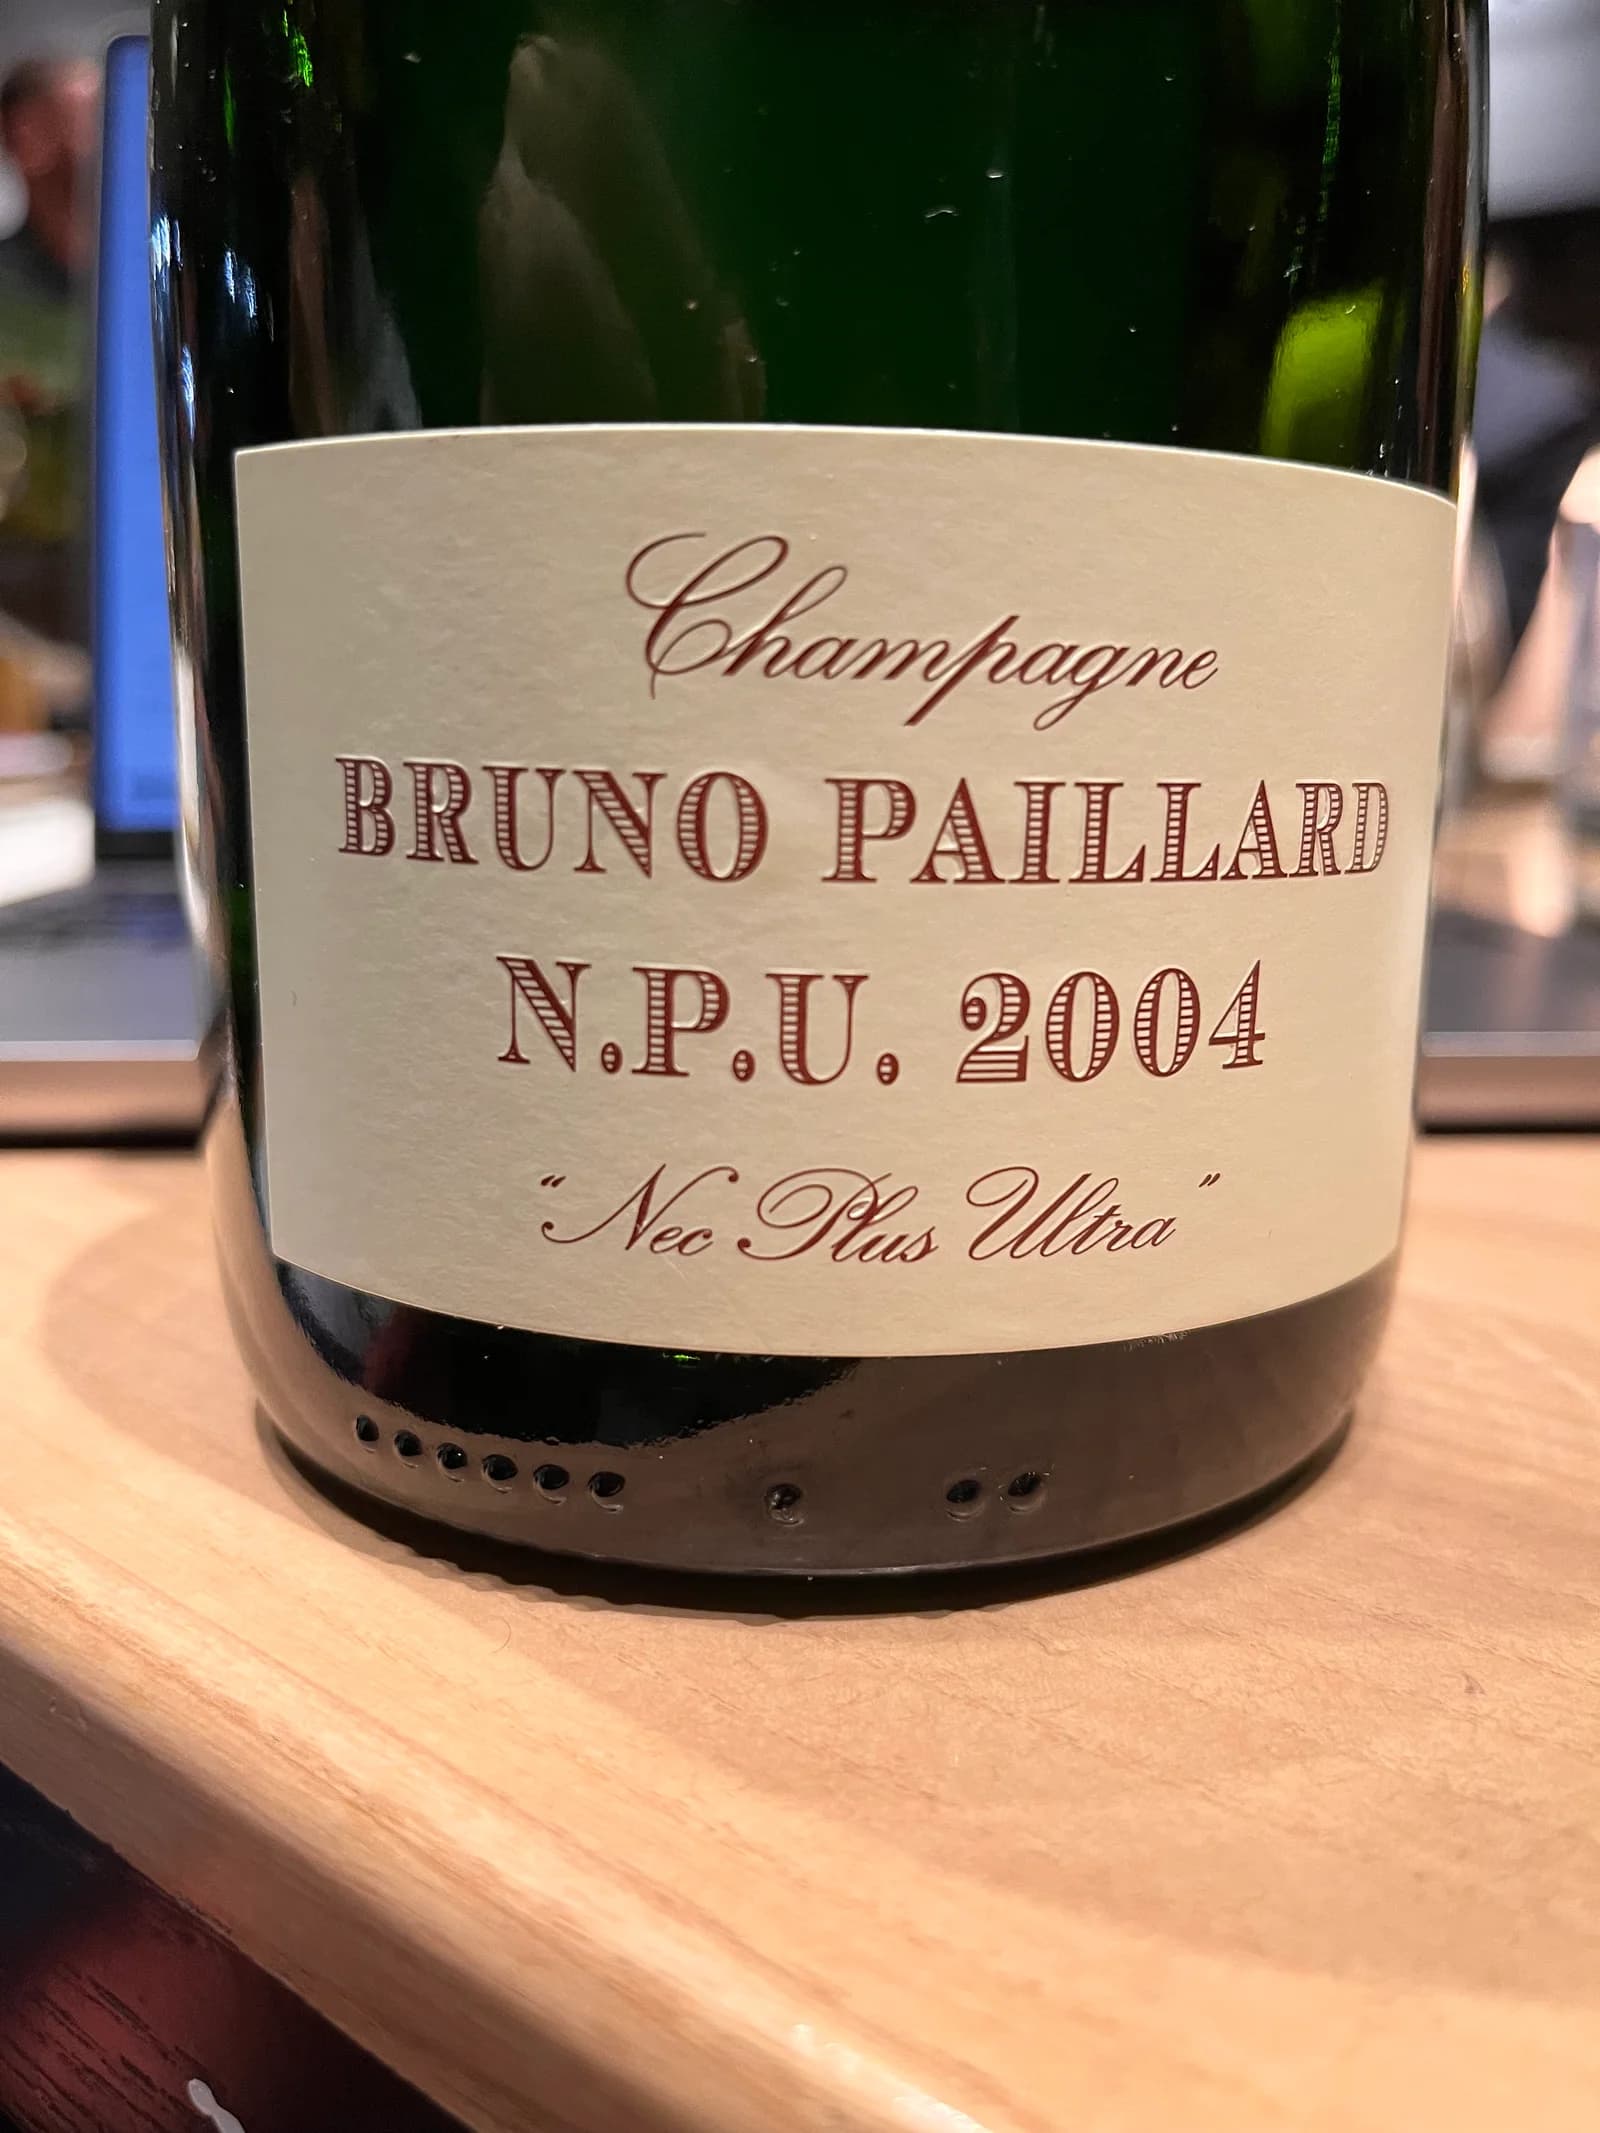 Champagne
BRUNO PAILLARD
N.P.U. 2004
“Nec Plus Ultra”